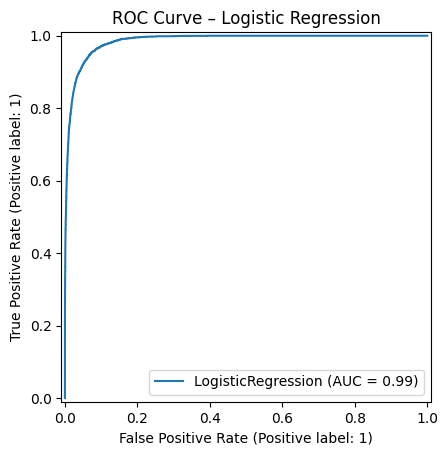 ROC Curve – Logistic Regression
True Positive Rate (Positive label: 1)
1.0
0.8
0.6
0.4
0.2
0.0
LogisticRegression (AUC = 0.99)
0.0 0.2 0.4 0.6 0.8 1.0
False Positive Rate (Positive label: 1)